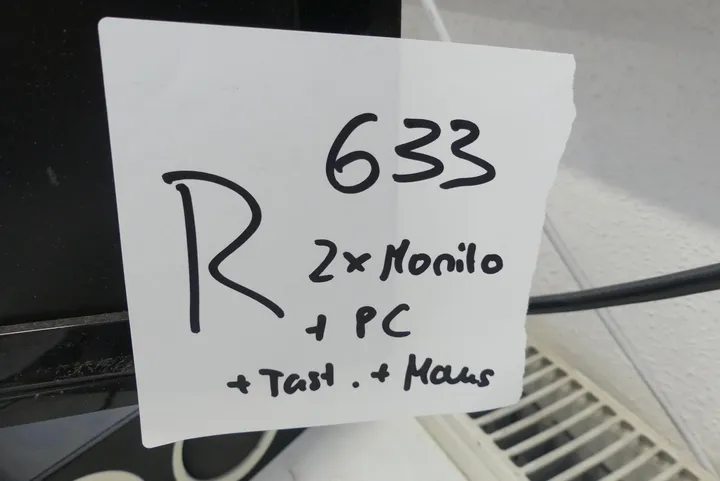 R 633
2x Monito
+ PC
+ Tast. + Maus